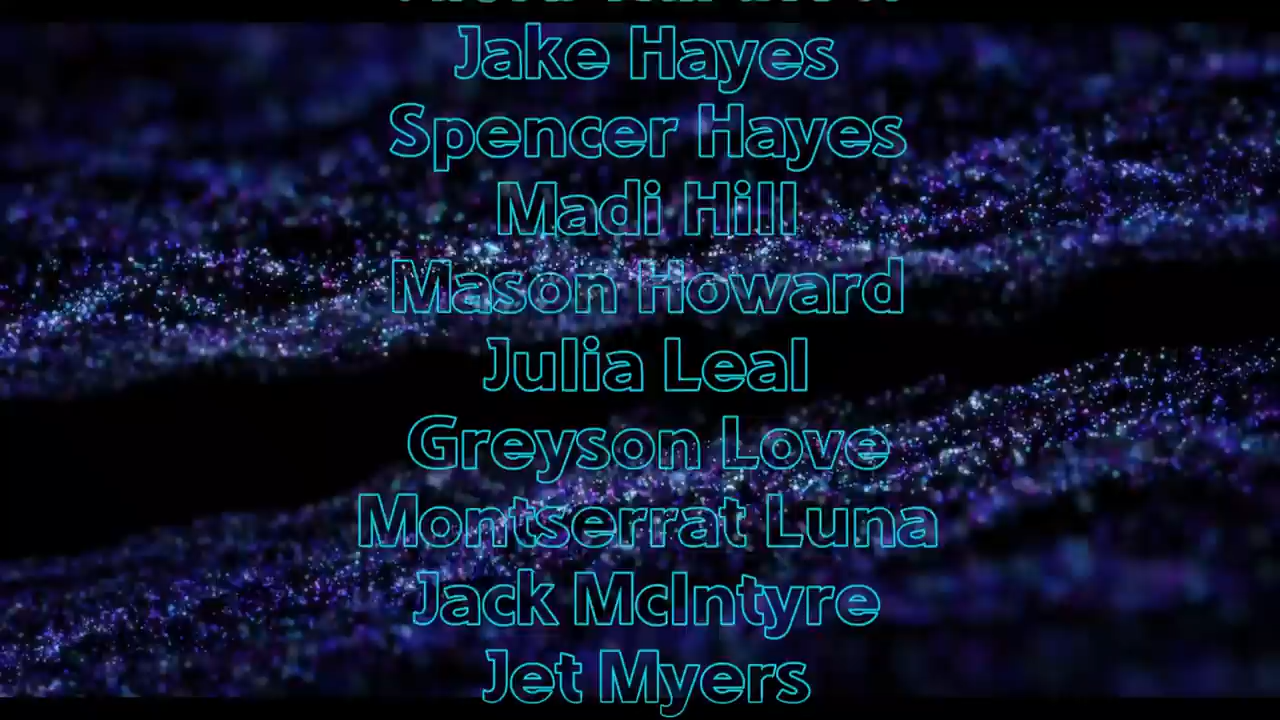 Jake Hayes
Spencer Hayes
Madi Hill
Mason Howard
Julia Leal
Greyson Love
Montserrat Luna
Jack McIntyre
Jet Myers